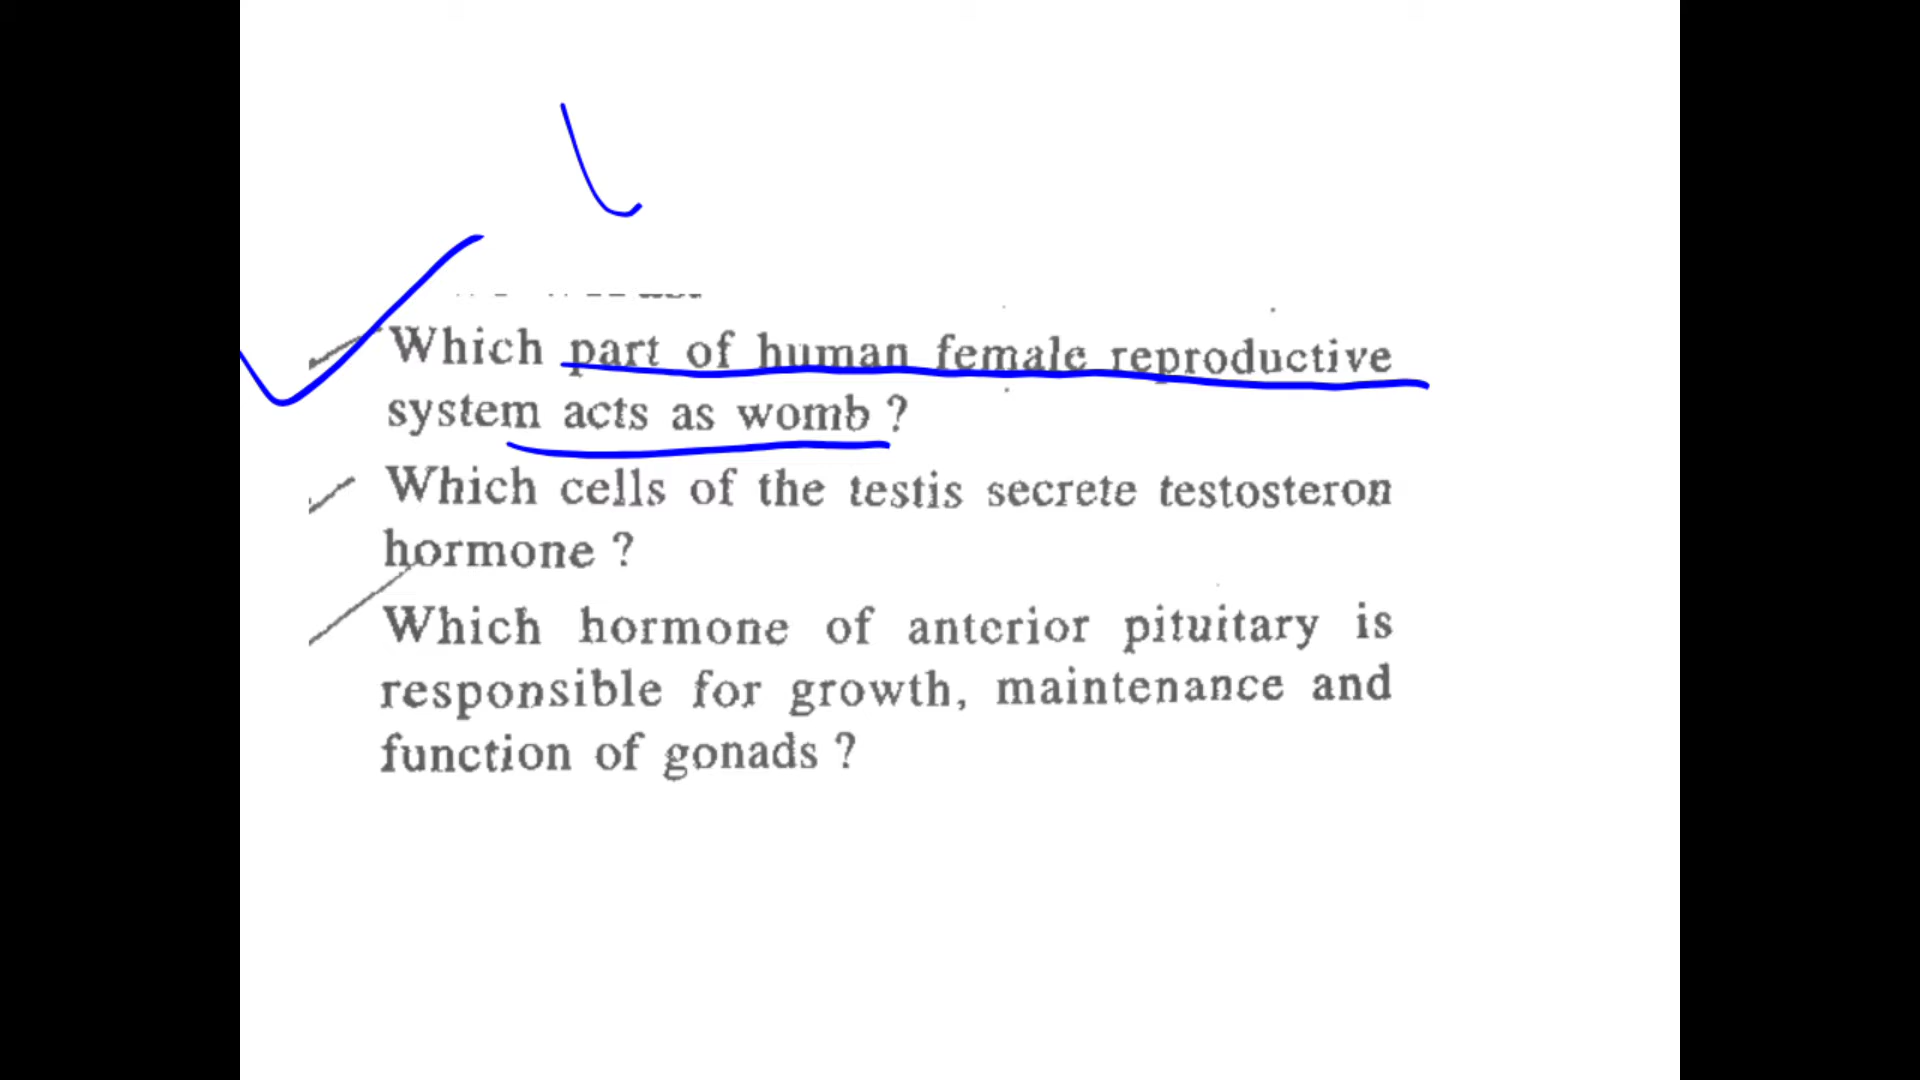 Which part of human female reproductive
system acts as womb ?
Which cells of the testis secrete testosteron
hormone ?
Which hormone of anterior pituitary is
responsible for growth, maintenance and
function of gonads ?